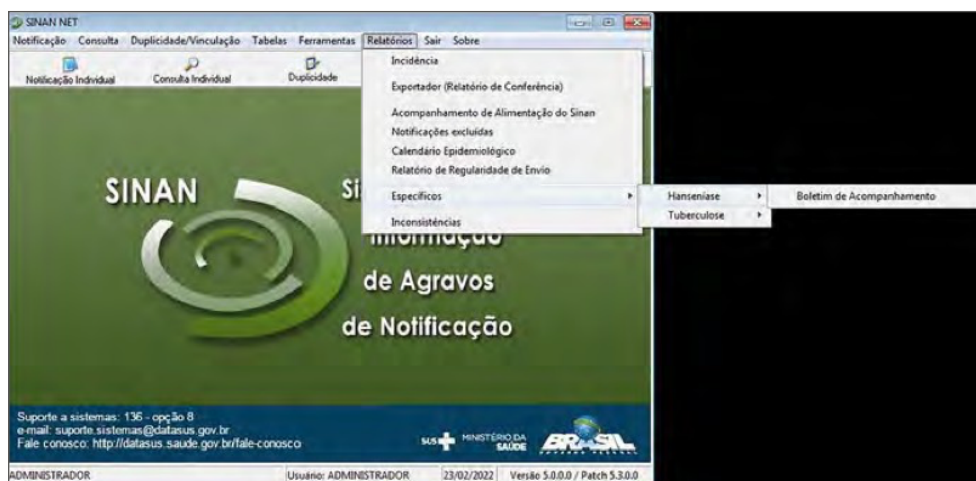 SINAN NET
Notificação Consulta Duplicidade/Vinculação Tabelas Ferramentas Relatórios Sair Sobre
Notificação Individual Consulta Individual Duplicidade
Incidência
Exportador (Relatório de Conferência)
Acompanhamento de Alimentação do Sinan
Notificações excluídas
Calendário Epidemiológico
Relatório de Regularidade de Envio
Específicos
Hanseníase
Boletim de Acompanhamento
Tuberculose
Inconsistências
SINAN
Si
Informação
de Agravos
de Notificação
Suporte a sistemas: 136 - opção 8
e-mail: suporte.sistemas@datasus.gov.br
Fale conosco: http://datasus.saude.gov.br/fale-conosco
SUS MINISTÉRIO DA SAÚDE
BRASIL
GOVERNO FEDERAL
ADMINISTRADOR Usuário: ADMINISTRADOR 23/02/2022 Versão 5.0.0.0 / Patch 5.3.0.0